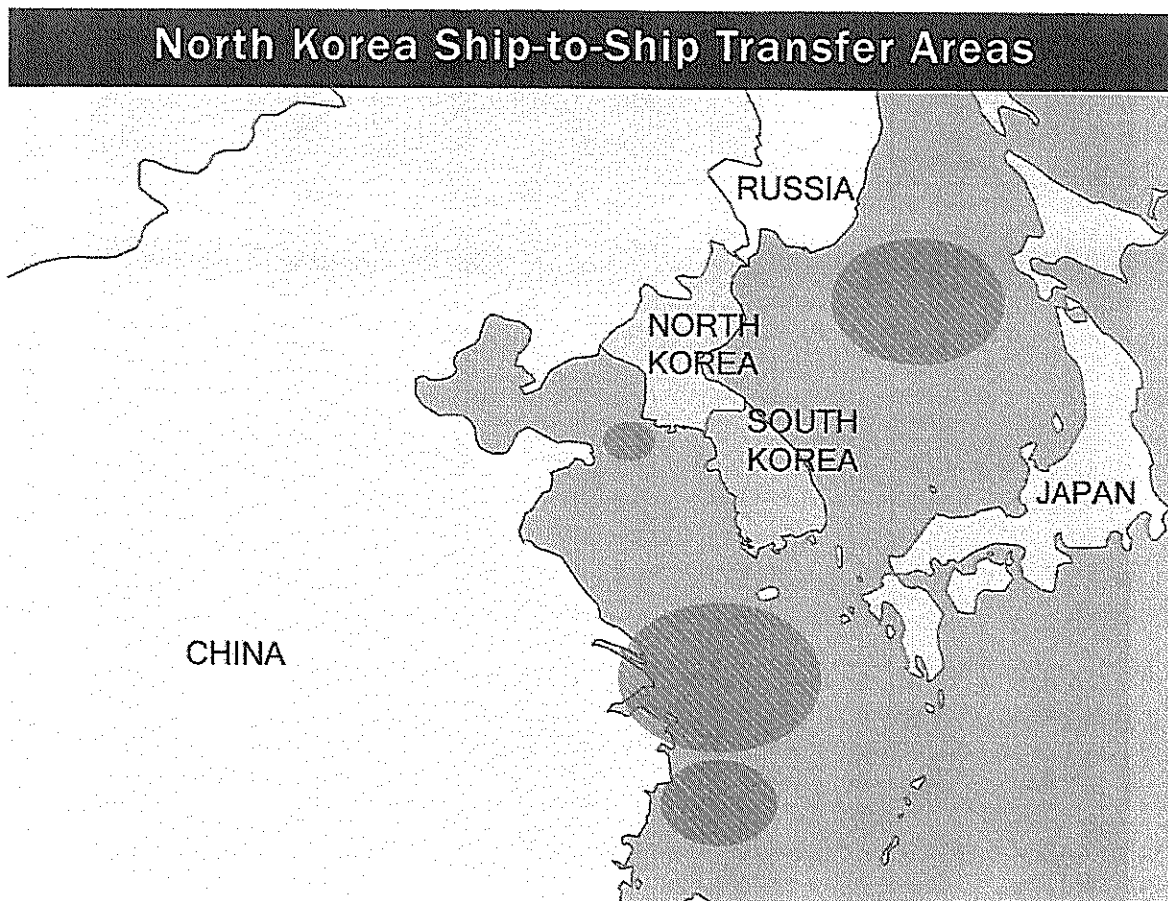 North Korea Ship-to-Ship Transfer Areas
RUSSIA
NORTH
KOREA
SOUTH
KOREA
JAPAN
CHINA